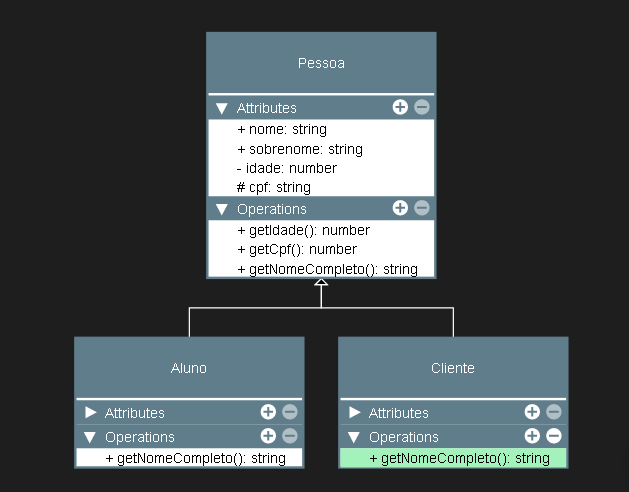 Pessoa
Attributes
+ nome: string
+ sobrenome: string
- idade: number
# cpf: string
Operations
+ getIdade(): number
+ getCpf(): number
+ getNomeCompleto(): string
Aluno
Attributes
Operations
+ getNomeCompleto(): string
Cliente
Attributes
Operations
+ getNomeCompleto(): string